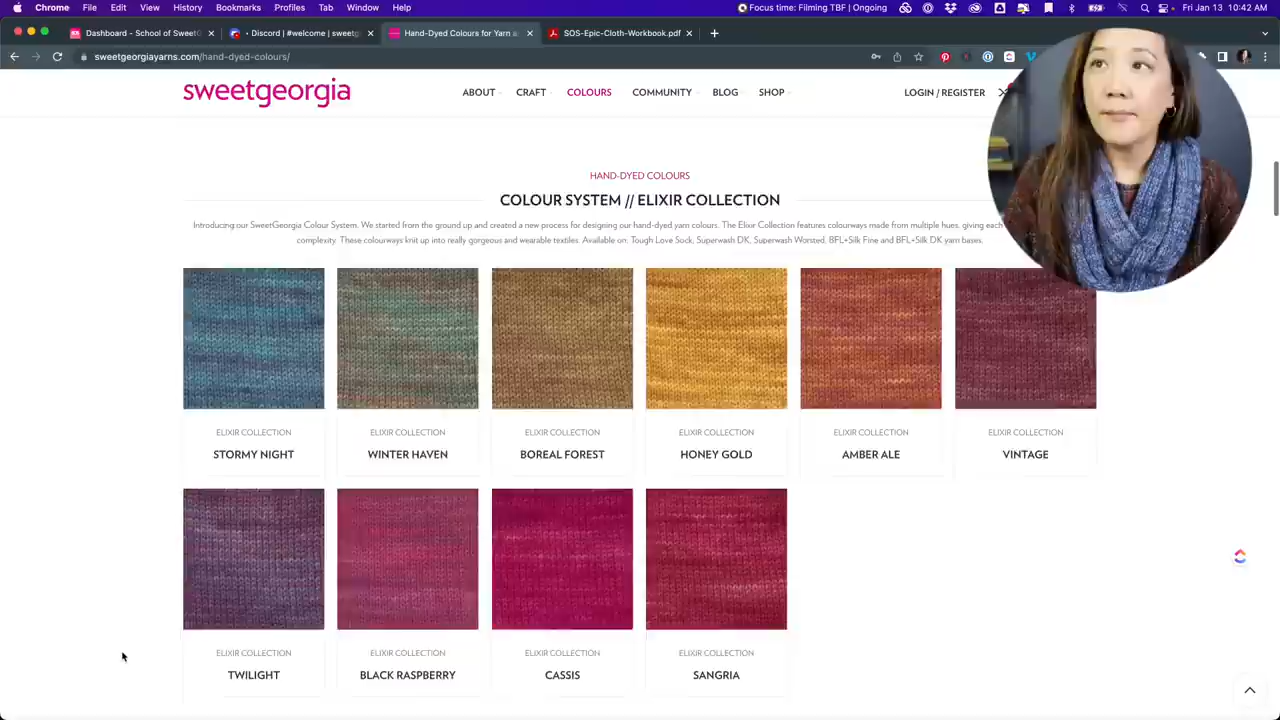 Chrome File Edit View History Bookmarks Profiles Tab Window Help Focus time: Filming TBF | Ongoing Fri Jan 13 10:42 AM
Dashboard - School of SweetG Discord | #welcome | sweetg Hand-Dyed Colours for Yarn a SOS-Epic-Cloth-Workbook.pdf
sweetgeorgiayarns.com/hand-dyed-colours/
sweetgeorgia ABOUT CRAFT COLOURS COMMUNITY BLOG SHOP LOGIN / REGISTER
HAND-DYED COLOURS
COLOUR SYSTEM // ELIXIR COLLECTION
Introducing our SweetGeorgia Colour System. We started from the ground up and created a new process for designing our hand-dyed yarn colours. The Elixir Collection features colourways made from multiple hues, giving each
complexity. These colourways knit up into really gorgeous and wearable textiles. Available on: Tough Love Sock, Superwash DK, Superwash Worsted, BFL+Silk Fine and BFL+Silk DK yarn bases.
ELIXIR COLLECTION ELIXIR COLLECTION ELIXIR COLLECTION ELIXIR COLLECTION ELIXIR COLLECTION ELIXIR COLLECTION
STORMY NIGHT WINTER HAVEN BOREAL FOREST HONEY GOLD AMBER ALE VINTAGE
ELIXIR COLLECTION ELIXIR COLLECTION ELIXIR COLLECTION ELIXIR COLLECTION
TWILIGHT BLACK RASPBERRY CASSIS SANGRIA